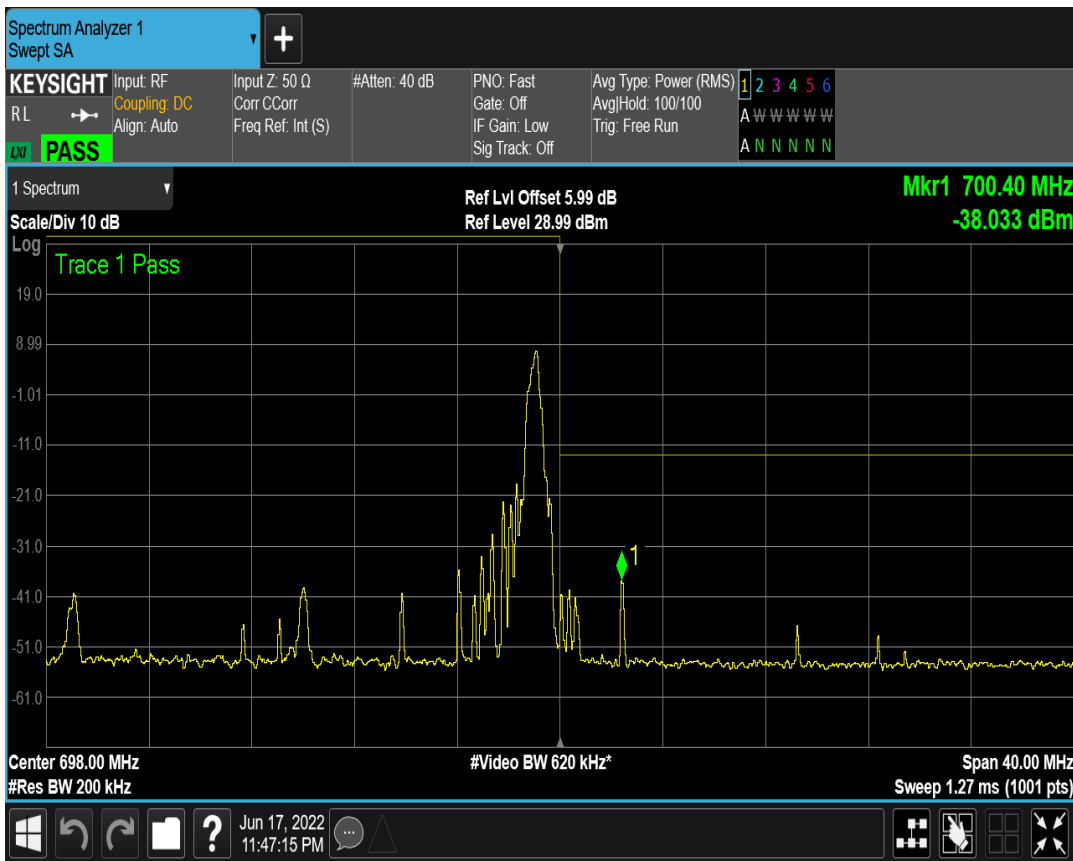 Spectrum Analyzer 1
Swept SA
+
KEYSIGHT
RL
LXI PASS
Input: RF
Coupling: DC
Align: Auto
Input Z: 50 Ω
Corr CCorr
Freq Ref: Int (S)
#Atten: 40 dB
PNO: Fast
Gate: Off
IF Gain: Low
Sig Track: Off
Avg Type: Power (RMS)
Avg|Hold: 100/100
Trig: Free Run
1 2 3 4 5 6
A W W W W W
A N N N N N
1 Spectrum
Scale/Div 10 dB
Ref Lvl Offset 5.99 dB
Ref Level 28.99 dBm
Mkr1 700.40 MHz
-38.033 dBm
Log
Trace 1 Pass
19.0
8.99
-1.01
-11.0
-21.0
-31.0
-41.0
-51.0
-61.0
1
Center 698.00 MHz
#Res BW 200 kHz
#Video BW 620 kHz*
Span 40.00 MHz
Sweep 1.27 ms (1001 pts)
?
Jun 17, 2022
11:47:15 PM